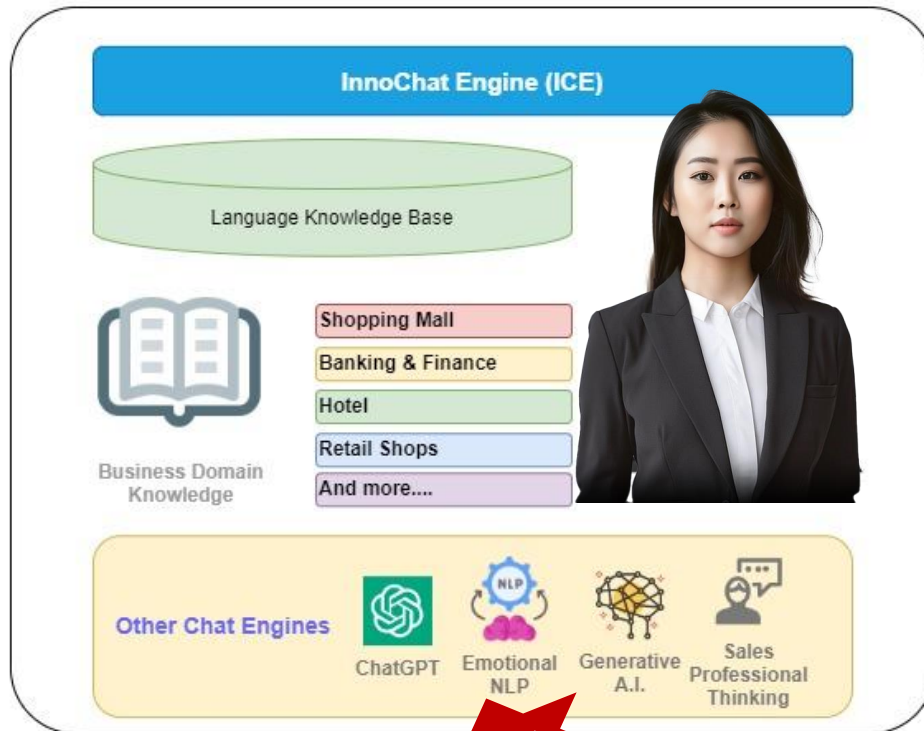 InnoChat Engine (ICE)
Language Knowledge Base
Shopping Mall
Banking & Finance
Hotel
Retail Shops
And more....
Business Domain
Knowledge
Other Chat Engines
NLP
ChatGPT
Emotional
NLP
Generative
A.I.
Sales
Professional
Thinking